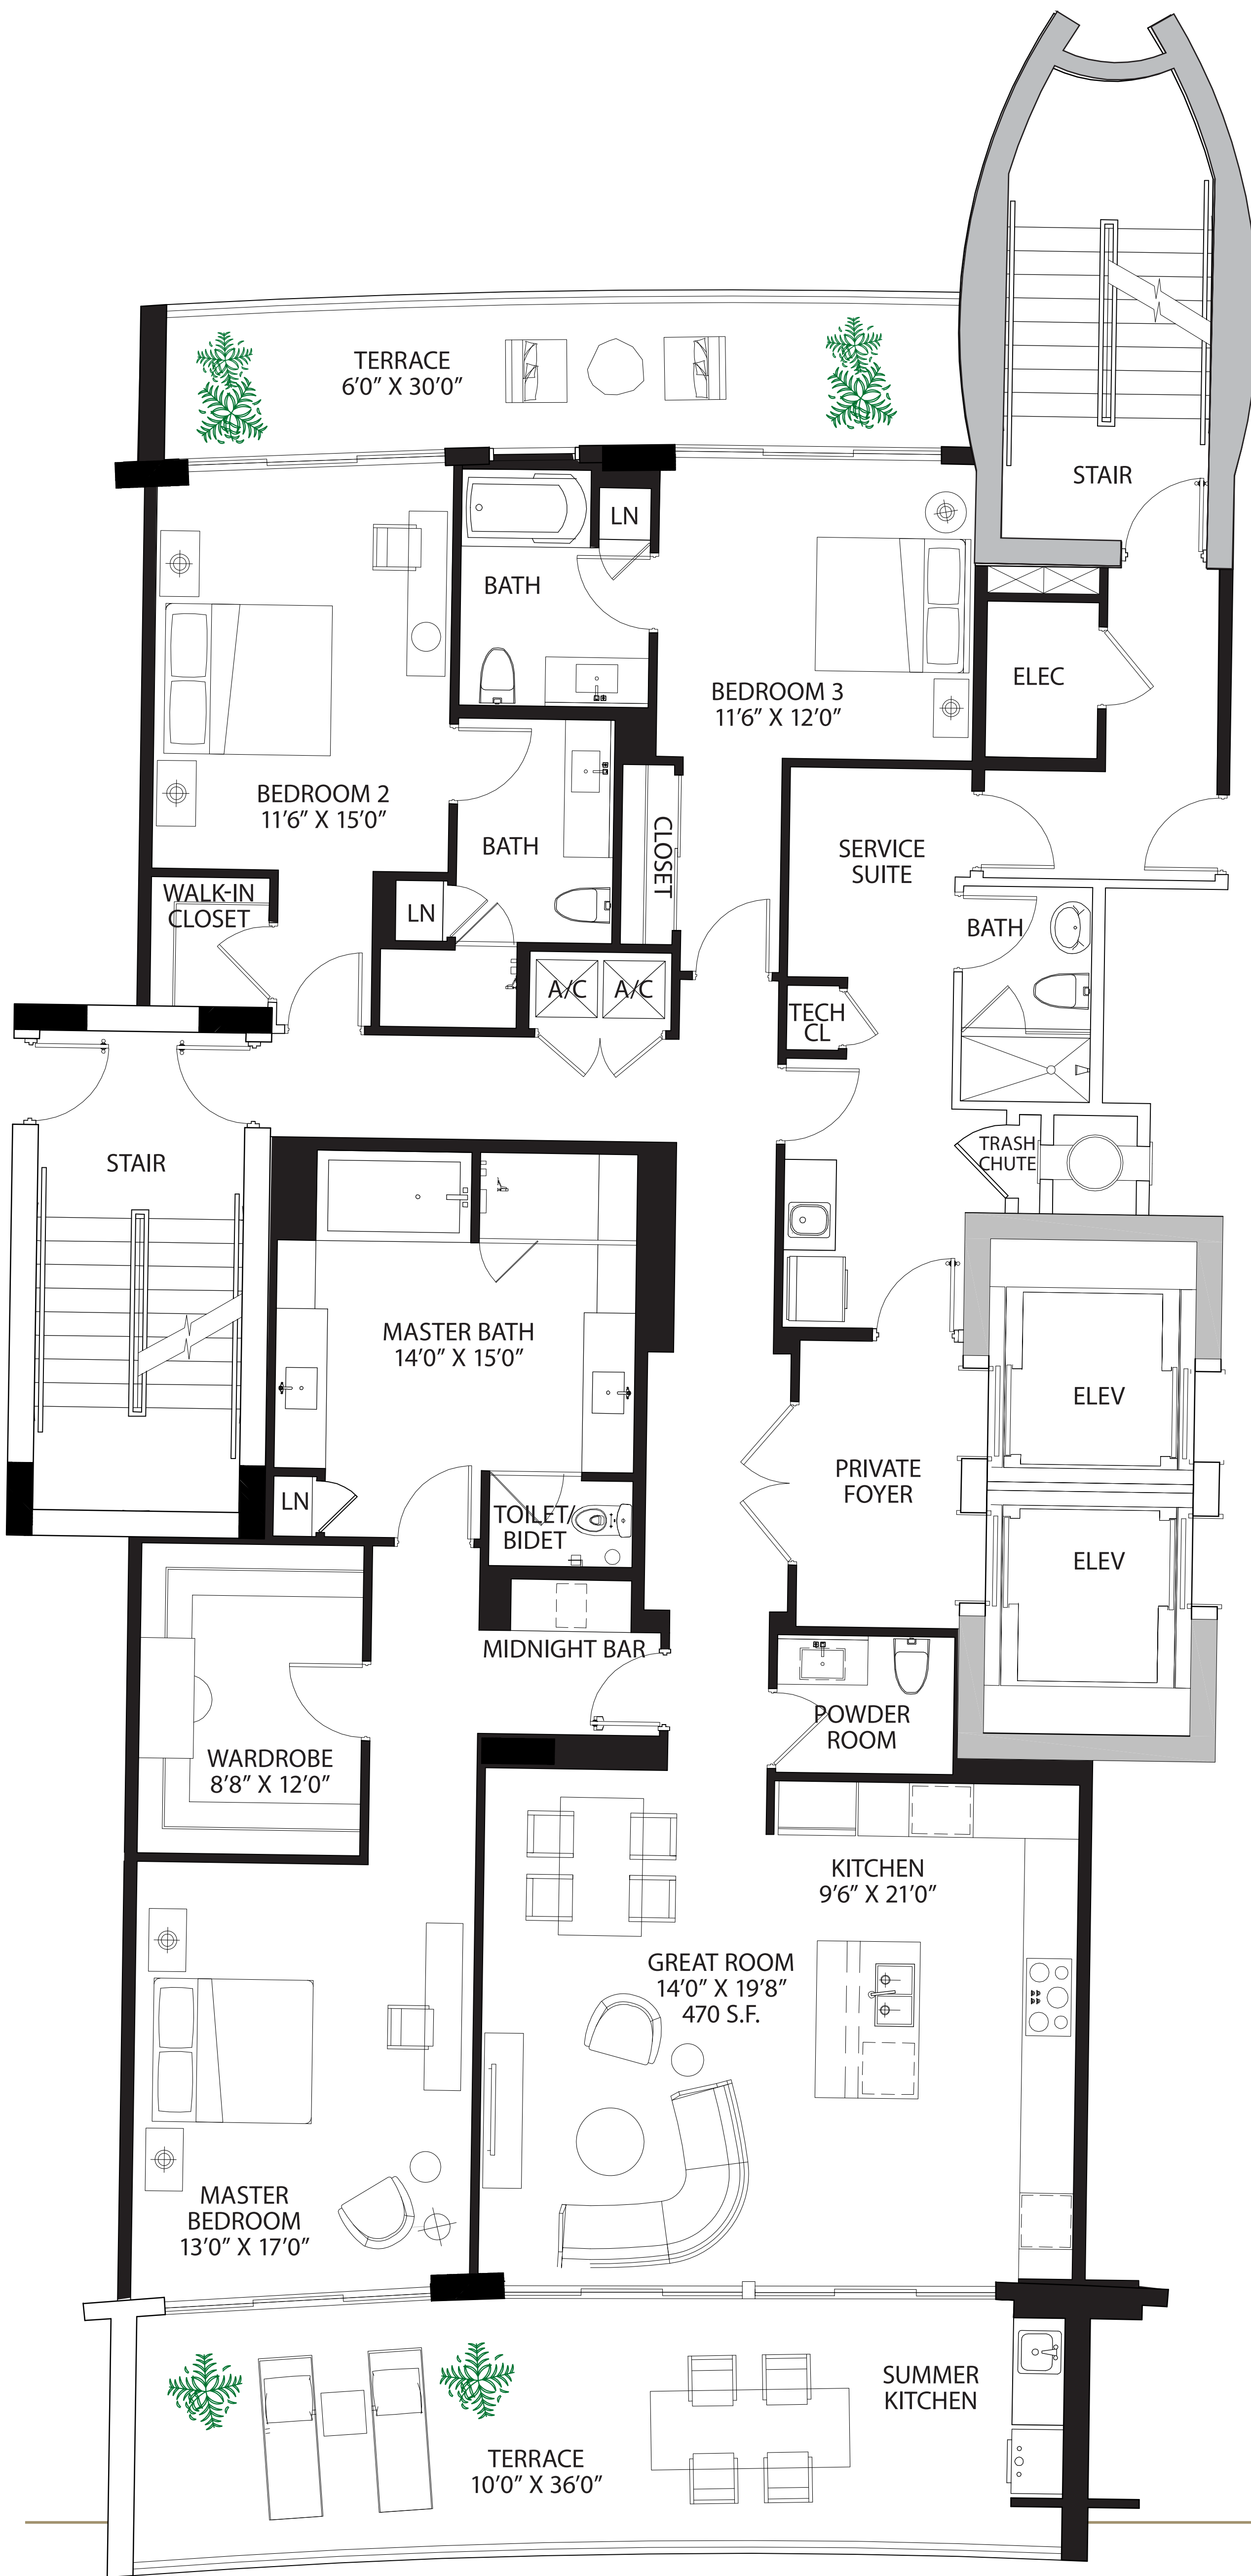 TERRACE
6'0" X 30'0"
STAIR
LN
BATH
ELEC
BEDROOM 3
11'6" X 12'0"
BEDROOM 2
11'6" X 15'0"
BATH
CLOSET
SERVICE
SUITE
WALK-IN
CLOSET
LN
BATH
A/C
A/C
TECH
CL
STAIR
TRASH
CHUTE
MASTER BATH
14'0" X 15'0"
ELEV
PRIVATE
FOYER
LN
TOILET/
BIDET
ELEV
MIDNIGHT BAR
POWDER
ROOM
WARDROBE
8'8" X 12'0"
KITCHEN
9'6" X 21'0"
GREAT ROOM
14'0" X 19'8"
470 S.F.
MASTER
BEDROOM
13'0" X 17'0"
SUMMER
KITCHEN
TERRACE
10'0" X 36'0"